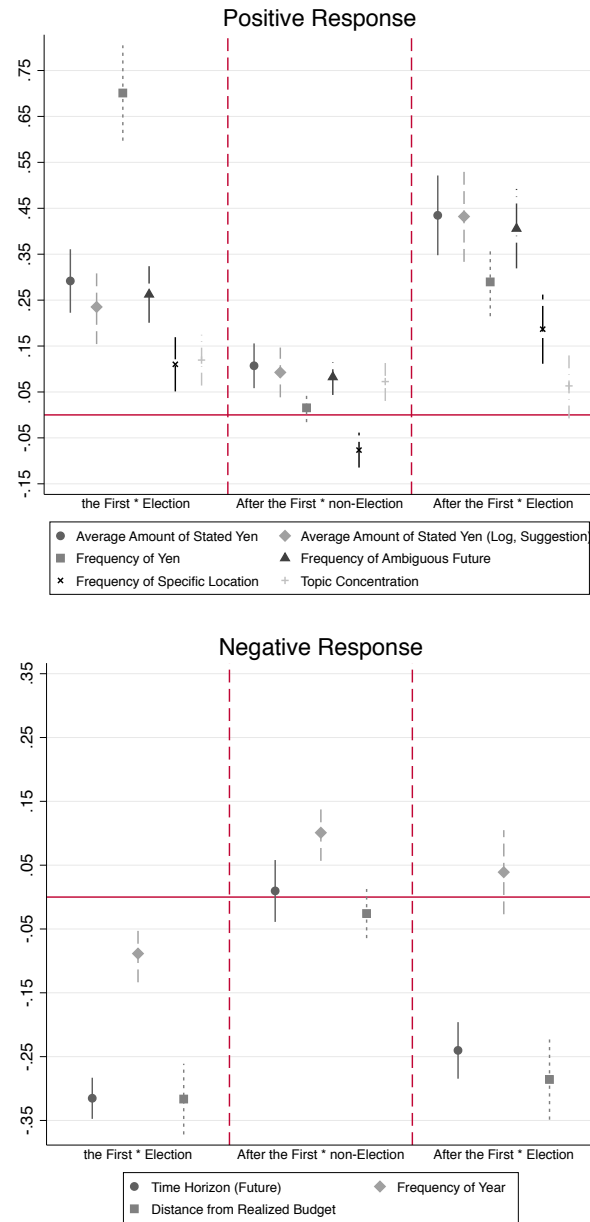 Positive Response
.75
.65
.55
.45
.35
.25
.15
.05
-.05
-.15
the First * Election After the First * non-Election After the First * Election
Average Amount of Stated Yen Average Amount of Stated Yen (Log, Suggestion)
Frequency of Yen Frequency of Ambiguous Future
Frequency of Specific Location Topic Concentration
Negative Response
.35
.25
.15
.05
-.05
-.15
-.25
-.35
the First * Election After the First * non-Election After the First * Election
Time Horizon (Future) Frequency of Year
Distance from Realized Budget